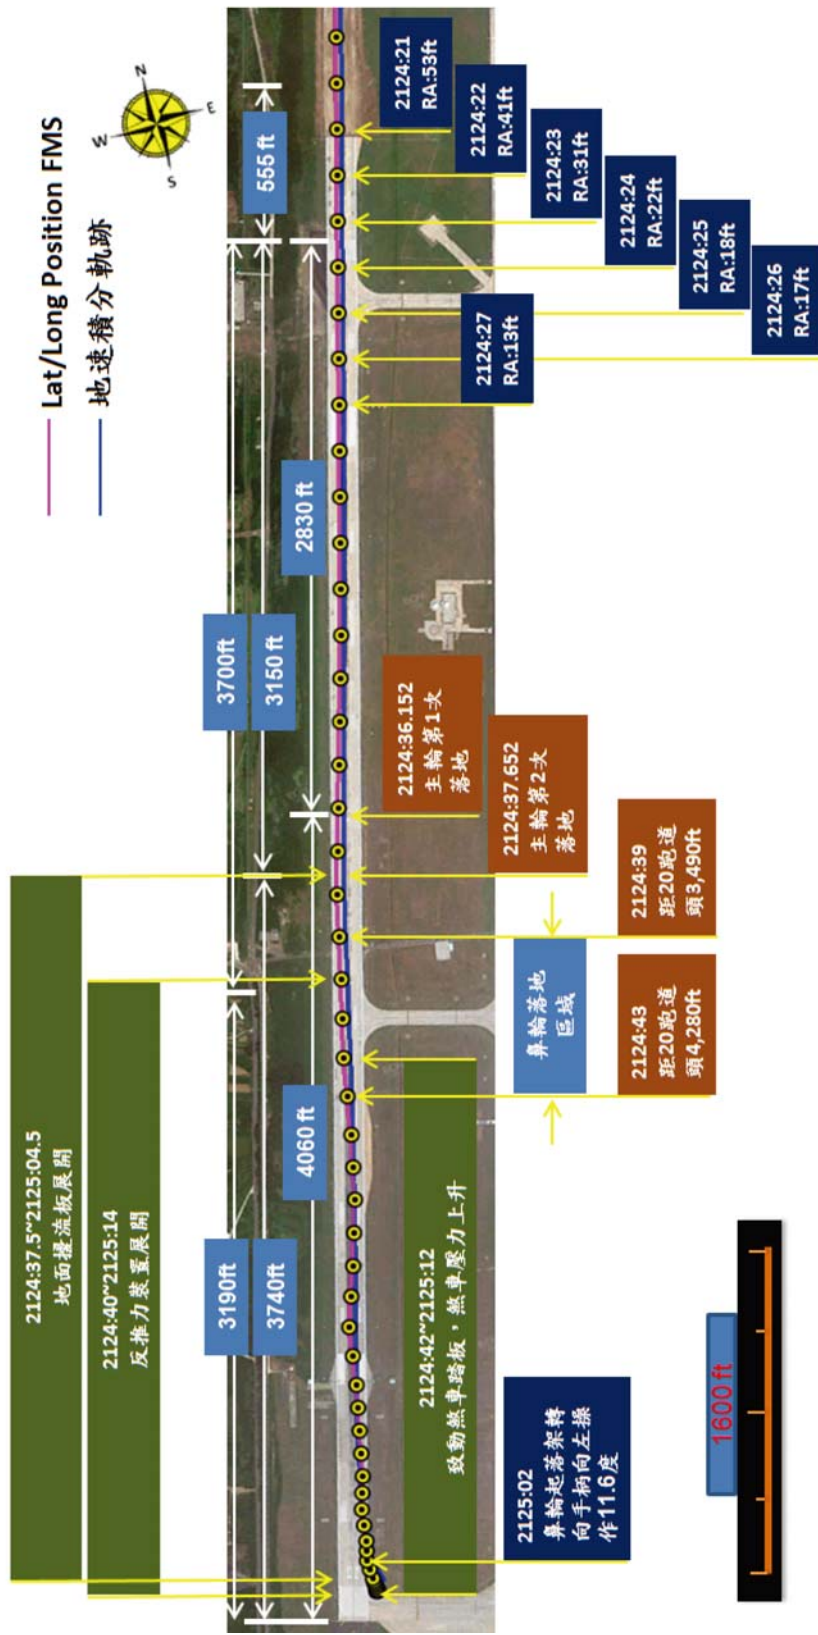 Lat/Long Position FMS
地速積分軌跡
N
E
S
W
2124:37.5~2125:04.5
地面擾流板展開
2124:40~2125:14
反推力裝置展開
3190ft
3700ft
555 ft
3740ft
3150 ft
4060 ft
2830 ft
2124:21
RA:53ft
2124:22
RA:41ft
2124:23
RA:31ft
2124:24
RA:22ft
2124:25
RA:18ft
2124:26
RA:17ft
2124:27
RA:13ft
2124:36.152
主輪第1次
落地
2124:37.652
主輪第2次
落地
2124:42~2125:12
致動煞車踏板，煞車壓力上升
鼻輪落地
區域
2124:39
距20跑道
頭3,490ft
2124:43
距20跑道
頭4,280ft
2125:02
鼻輪起落架轉
向手柄向左操
作11.6度
1600 ft